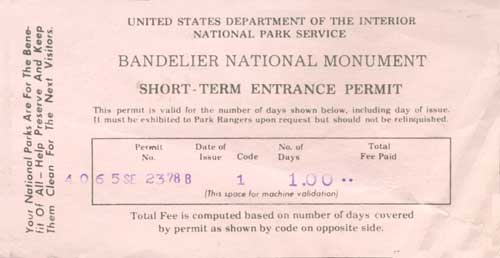 UNITED STATES DEPARTMENT OF THE INTERIOR
NATIONAL PARK SERVICE
BANDELIER NATIONAL MONUMENT
SHORT-TERM ENTRANCE PERMIT
This permit is valid for the number of days shown below, including day of issue.
It must be exhibited to Park Rangers upon request but should not be relinquished.
Permit No. Date of Issue Code No. of Days Total Fee Paid
4065 SE 2378 B 1 1.00
(This space for machine validation)
Total Fee is computed based on number of days covered
by permit as shown by code on opposite side.
Your National Parks Are For The Bene-
fit Of All - Help Preserve And Keep
Them Clean For The Next Visitors.